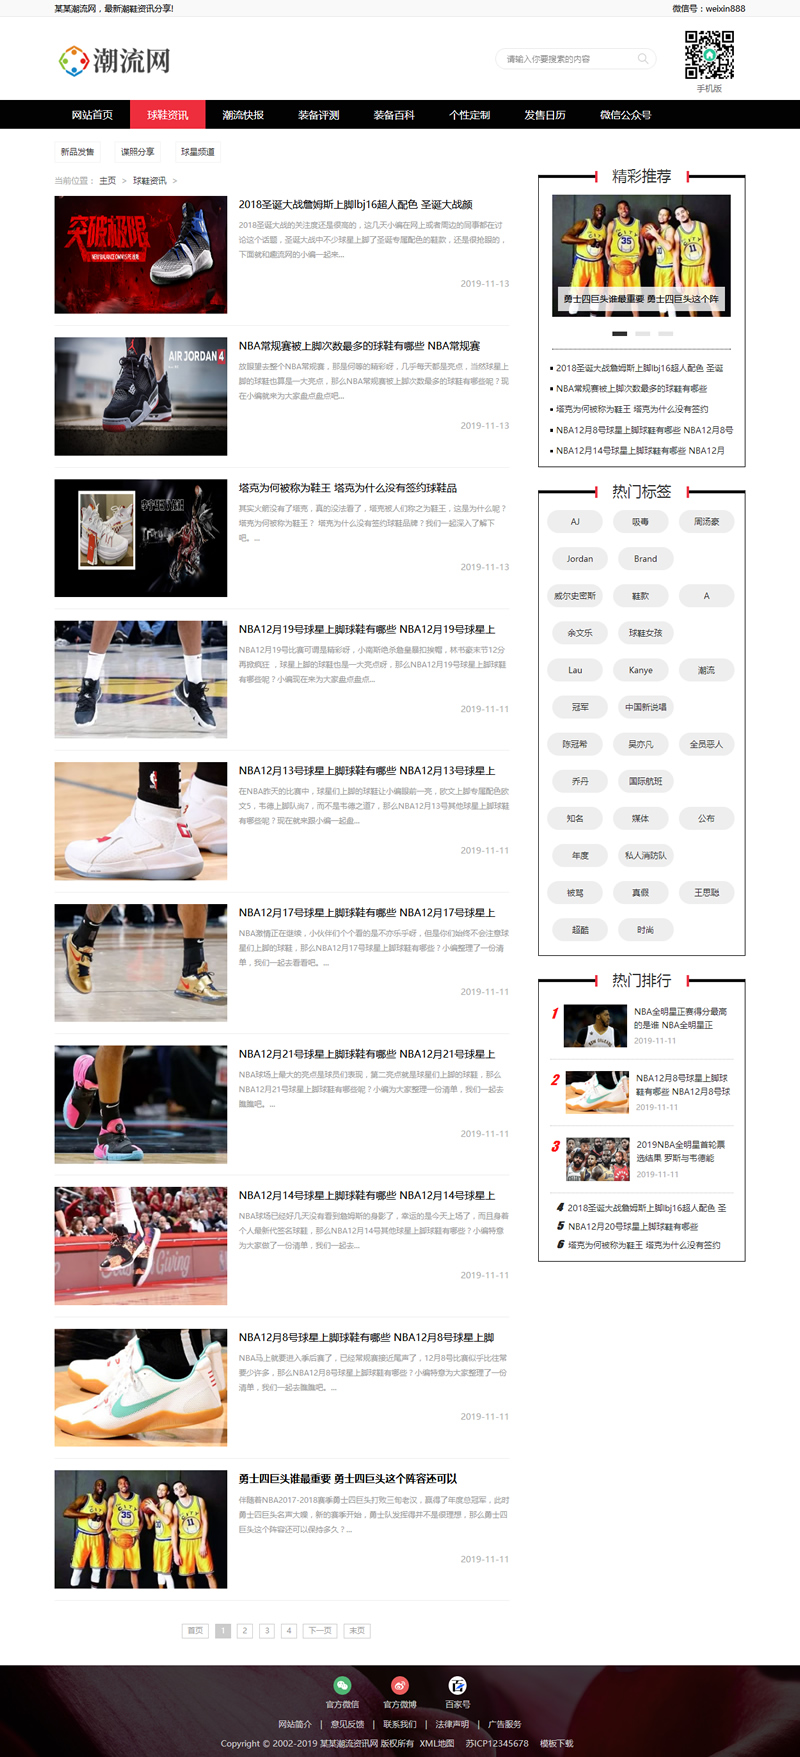 某某潮流网，最新潮鞋资讯分享!
微信号：weixin888
潮流网
请输入你要搜索的内容
手机版
网站首页 球鞋资讯 潮流快报 装备评测 装备百科 个性定制 发售日历 微信公众号
新品发售 谍照分享 球星频道
当前位置： 主页 > 球鞋资讯 >
突破极限
2018圣诞大战詹姆斯上脚lbj16超人配色 圣诞大战颜
2018圣诞大战的关注度还是很高的，这几天小编在网上或者周边的同事都在讨
论这个话题，圣诞大战中不少球星上脚了圣诞专属配色的鞋款，还是很抢眼的，
下面就和趣流网的小编一起来...
2019-11-13
AIR JORDAN 4
NBA常规赛被上脚次数最多的球鞋有哪些 NBA常规赛
放眼望去整个NBA常规赛，那是何等的精彩呀，几乎每天都是亮点，当然球星上
脚的球鞋也算是一大亮点，那么NBA常规赛被上脚次数最多的球鞋有哪些呢？现
在小编就来为大家盘点盘点吧...
2019-11-13
塔克为何被称为鞋王 塔克为什么没有签约球鞋品
其实火箭没有了塔克，真的没法看了，塔克被人们称之为鞋王，这是为什么呢？
塔克为何被称为鞋王？ 塔克为什么没有签约球鞋品牌？我们一起深入了解下
吧。...
2019-11-13
NBA12月19号球星上脚球鞋有哪些 NBA12月19号球星上
NBA12月19号比赛可谓是精彩呀，小南斯绝杀詹皇暴扣挨帽，林书豪末节12分
再掀疯狂 ，球星上脚的球鞋也是一大亮点好，那么NBA12月19号球星上脚球鞋
有哪些呢？小编现在来为大家盘点盘点...
2019-11-11
NBA12月13号球星上脚球鞋有哪些 NBA12月13号球星上
在NBA昨天的比赛中，球星们上脚的球鞋让小编眼前一亮，欧文上脚专属配色欧
文5，韦德上脚队尚7，而不是韦德之道7，那么NBA12月13号其他球星上脚球鞋
有哪些呢？现在就来跟小编一起盘...
2019-11-11
NBA12月17号球星上脚球鞋有哪些 NBA12月17号球星上
NBA激情正在继续，小伙伴们个个看的是不亦乐乎呀，但是你们始终不会注意球
星们上脚的球鞋，那么NBA12月17号球星上脚球鞋有哪些？小编整理了一份清
单，我们一起去看看吧。...
2019-11-11
NBA12月21号球星上脚球鞋有哪些 NBA12月21号球星上
NBA球场上最大的亮点是球员们表现，第二亮点就是球星们上脚的球鞋，那么
NBA12月21号球星上脚球鞋有哪些呢？小编为大家整理一份清单，我们一起去
瞧瞧吧。...
2019-11-11
NBA12月14号球星上脚球鞋有哪些 NBA12月14号球星上
NBA球场已经好几天没有看到詹姆斯的身影了，幸运的是今天上场了，而且身着
个人最新代签名球鞋，那么NBA12月14号其他球星上脚球鞋有哪些？小编特意
为大家做了一份清单，我们一起去...
2019-11-11
NBA12月8号球星上脚球鞋有哪些 NBA12月8号球星上脚
NBA马上就要进入季后赛了，已经常规赛接近尾声了，12月8号比赛似乎比往常
要少许多，那么NBA12月8号球星上脚球鞋有哪些？小编特意为大家整理了一份
清单，我们一起去瞧瞧吧。...
2019-11-11
勇士四巨头谁最重要 勇士四巨头这个阵容还可以
伴随着NBA2017-2018赛季勇士四巨头打败三旬老汉，赢得了年度总冠军，此时
勇士四巨头名声大噪，新的赛季开始，勇士队发挥得并不是很理想，那么勇士四
巨头这个阵容还可以保持多久？...
2019-11-11
首页 1 2 3 4 下一页 末页
精彩推荐
勇士四巨头谁最重要 勇士四巨头这个阵
2018圣诞大战詹姆斯上脚lbj16超人配色 圣诞
NBA常规赛被上脚次数最多的球鞋有哪些
塔克为何被称为鞋王 塔克为什么没有签约
NBA12月8号球星上脚球鞋有哪些 NBA12月8号
NBA12月14号球星上脚球鞋有哪些 NBA12月
热门标签
AJ 吸毒 周汤豪
Jordan Brand
威尔史密斯 鞋款 A
余文乐 球鞋女孩
Lau Kanye 潮流
冠军 中国新说唱
陈冠希 吴亦凡 全员恶人
乔丹 国际航班
知名 媒体 公布
年度 私人消防队
被骂 真假 王思聪
超酷 时尚
热门排行
1 NBA全明星正赛得分最高
的是谁 NBA全明星正
2019-11-11
2 NBA12月8号球星上脚球
鞋有哪些 NBA12月8号球
2019-11-11
3 2019NBA全明星首轮票
选结果 罗斯与韦德能
2019-11-11
4 2018圣诞大战詹姆斯上脚lbj16超人配色 圣
5 NBA12月20号球星上脚球鞋有哪些
6 塔克为何被称为鞋王 塔克为什么没有签约
官方微信 官方微博 百家号
网站简介 | 意见反馈 | 联系我们 | 法律声明 | 广告服务
Copyright © 2002-2019 某某潮流资讯网 版权所有 XML地图 苏ICP12345678 模板下载